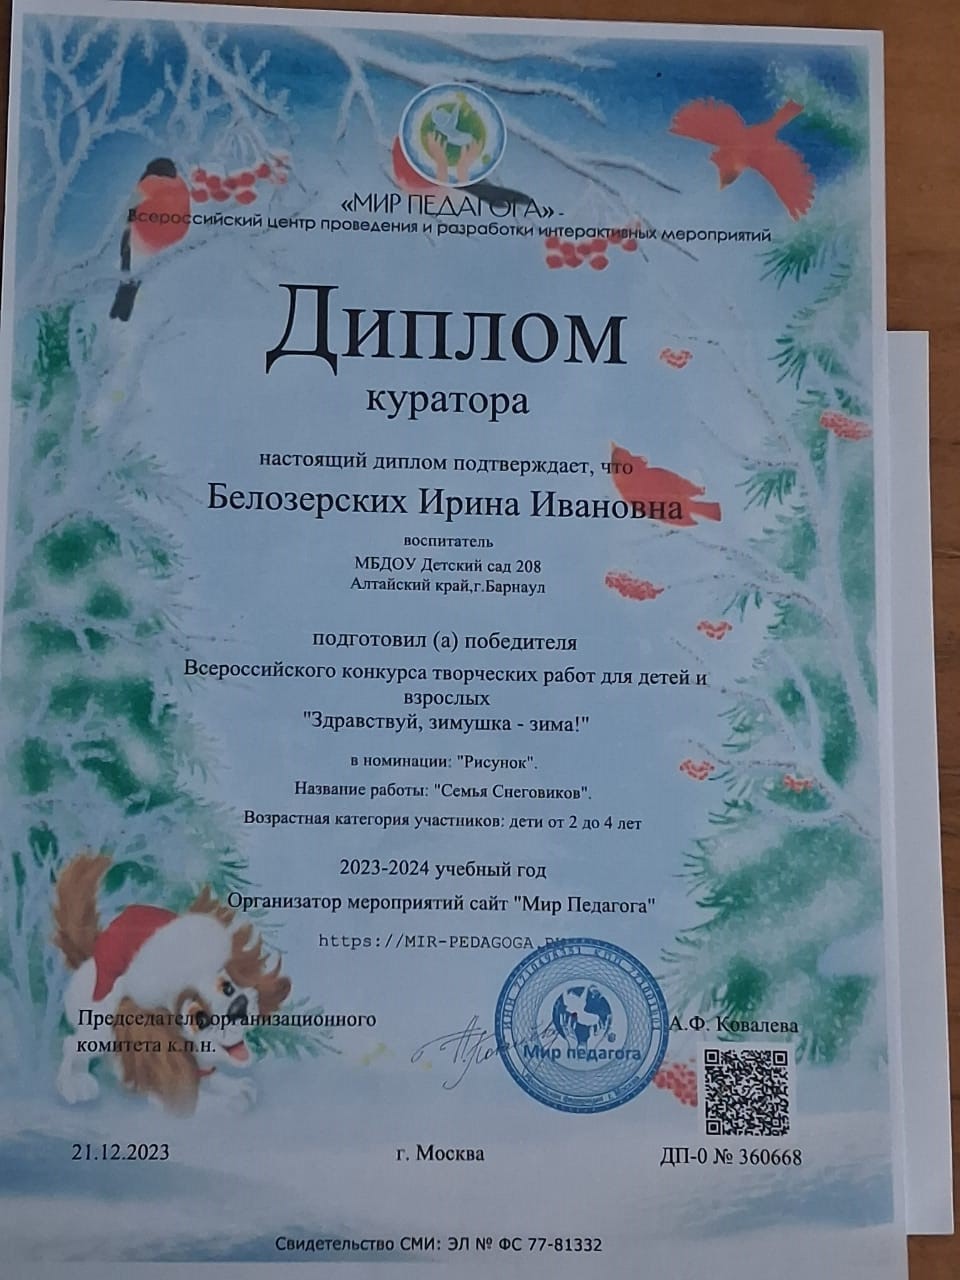 «МИР ПЕДАГОГА» -
Всероссийский центр проведения и разработки интерактивных мероприятий
Диплом
куратора
настоящий диплом подтверждает, что
Белозерских Ирина Ивановна
воспитатель
МБДОУ Детский сад 208
Алтайский край,г.Барнаул
подготовил (а) победителя
Всероссийского конкурса творческих работ для детей и
взрослых
"Здравствуй, зимушка - зима!"
в номинации: "Рисунок".
Название работы: "Семья Снеговиков".
Возрастная категория участников: дети от 2 до 4 лет
2023-2024 учебный год
Организатор мероприятий сайт "Мир Педагога"
https://MIR-PEDAGOGA.RU
Председатель организационного
комитета к.п.н.
А.Ф. Ковалева
Мир педагога
21.12.2023
г. Москва
ДП-0 № 360668
Свидетельство СМИ: ЭЛ № ФС 77-81332